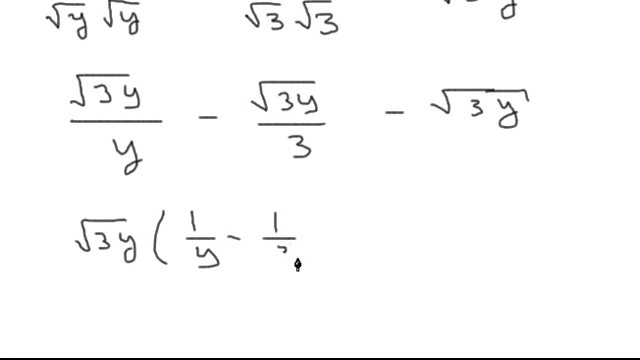 √y √y √3 √3
√3y / y - √3y / 3 - √3y
√3y ( 1/y - 1/